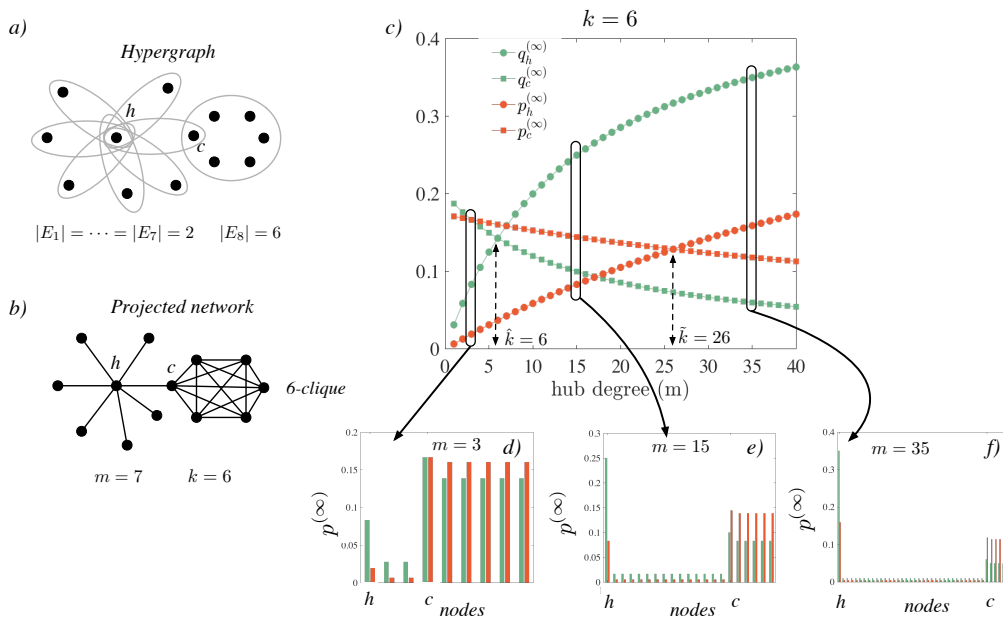 a)
Hypergraph
h
c
|E₁| = ⋯ = |E₇| = 2 |E₈| = 6
b)
Projected network
h
c
6-clique
m = 7 k = 6
c)
k = 6
0.4
0.3
0.2
0.1
0
q_h^(∞)
q_c^(∞)
p_h^(∞)
p_c^(∞)
k̂ = 6
k̃ = 26
0 5 10 15 20 25 30 35 40
hub degree (m)
d)
m = 3
0.2
0.15
0.1
0.05
0
p^(∞)
h c
nodes
e)
m = 15
0.3
0.25
0.2
0.15
0.1
0.05
0
p^(∞)
h c
nodes
f)
m = 35
0.4
0.3
0.2
0.1
0
p^(∞)
h nodes c